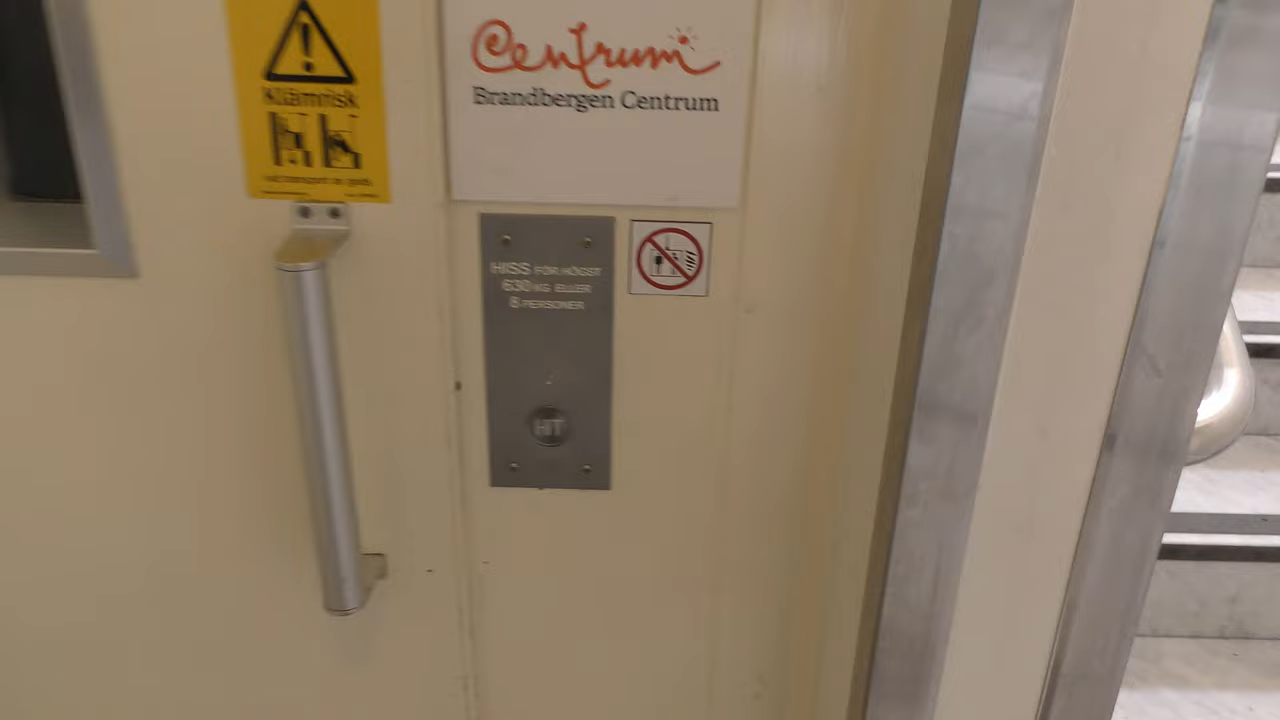 Klämrisk
Centrum
Brandbergen Centrum
HISS FÖR HÖGST
630 KG ELLER
8 PERSONER
HIT